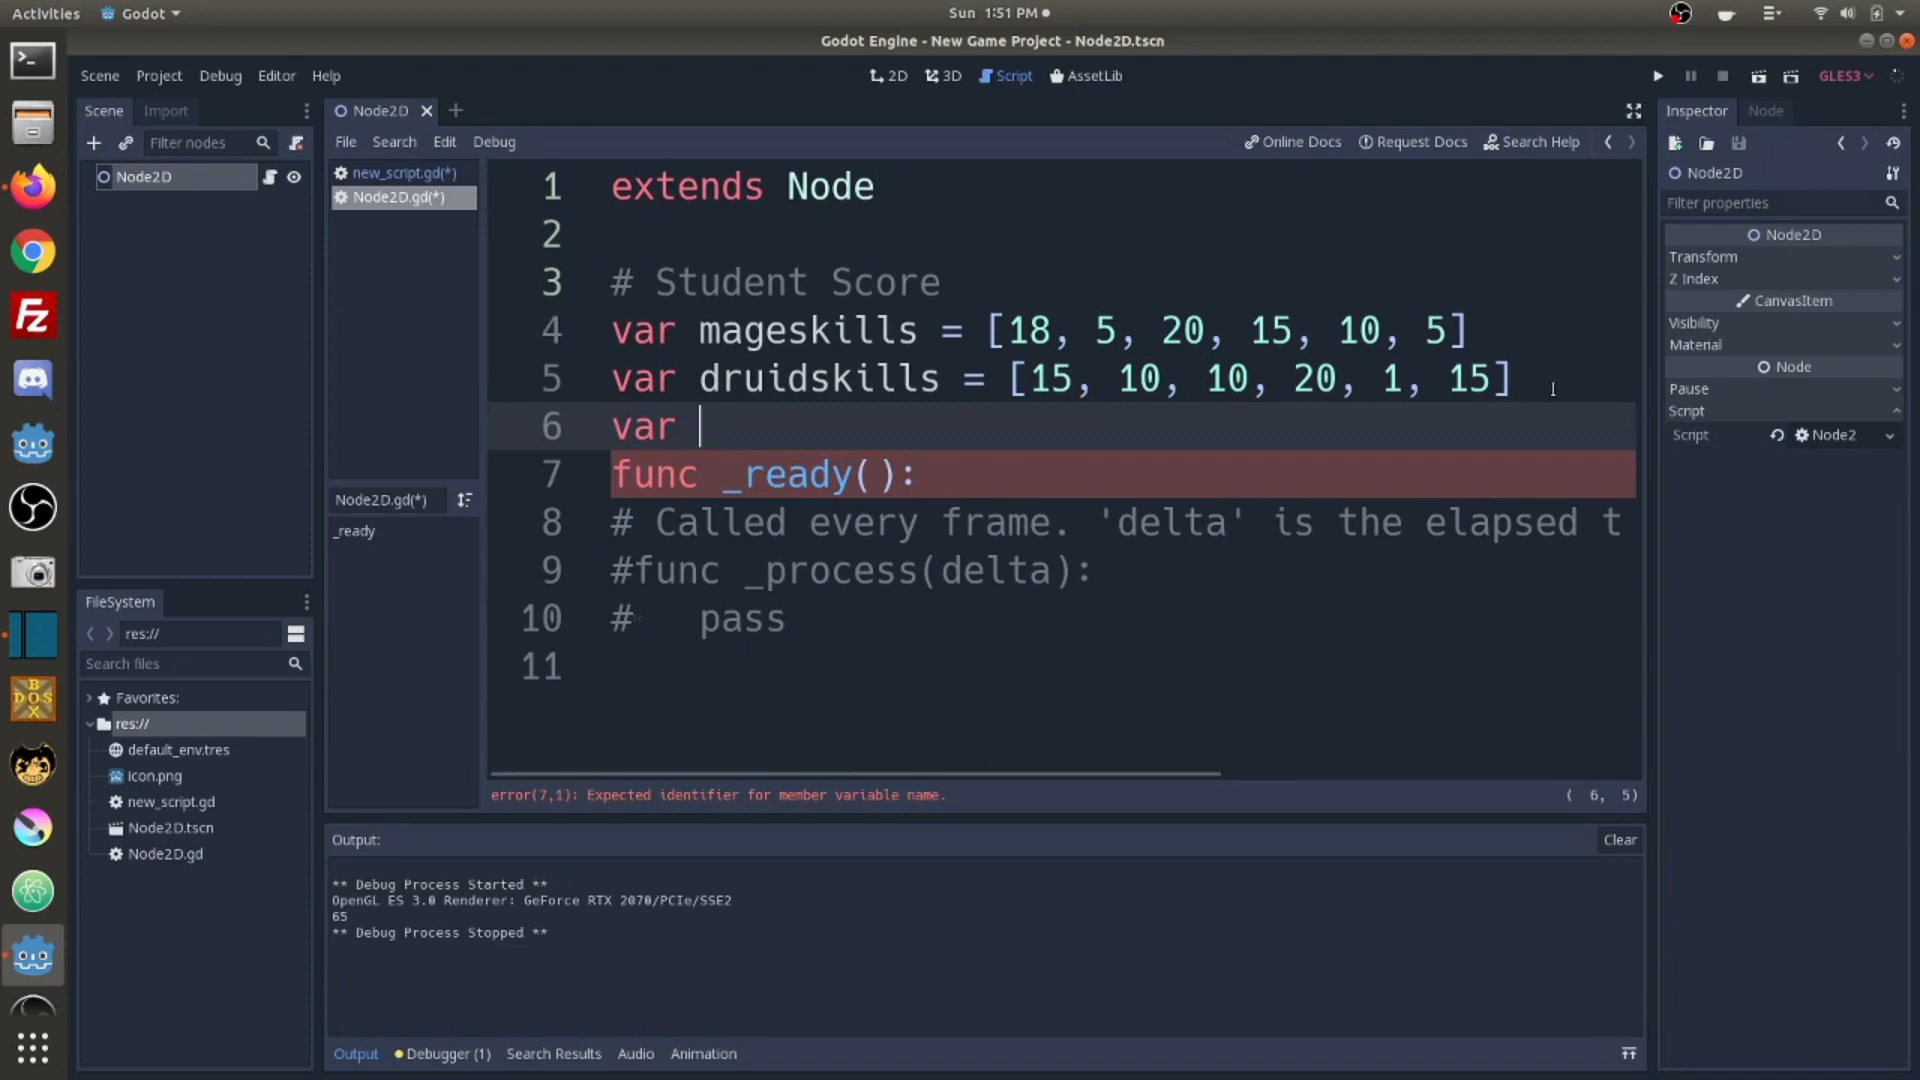 Activities Godot Sun 1:51 PM
Godot Engine - New Game Project - Node2D.tscn
Scene Project Debug Editor Help 2D 3D Script AssetLib GLES3
Scene Import
Filter nodes
Node2D
FileSystem
res://
Search files
Favorites:
res://
default_env.tres
icon.png
new_script.gd
Node2D.tscn
Node2D.gd
Node2D
File Search Edit Debug Online Docs Request Docs Search Help
new_script.gd(*)
Node2D.gd(*)
Node2D.gd(*)
_ready
1 extends Node
2
3 # Student Score
4 var mageskills = [18, 5, 20, 15, 10, 5]
5 var druidskills = [15, 10, 10, 20, 1, 15]
6 var
7 func _ready():
8 # Called every frame. 'delta' is the elapsed t
9 #func _process(delta):
10 # pass
11
error(7,1): Expected identifier for member variable name. ( 6, 5)
Output: Clear
** Debug Process Started **
OpenGL ES 3.0 Renderer: GeForce RTX 2070/PCIe/SSE2
65
** Debug Process Stopped **
Output Debugger (1) Search Results Audio Animation
Inspector Node
Node2D
Filter properties
Node2D
Transform
Z Index
CanvasItem
Visibility
Material
Node
Pause
Script
Script Node2
Fz
B
DOS
X